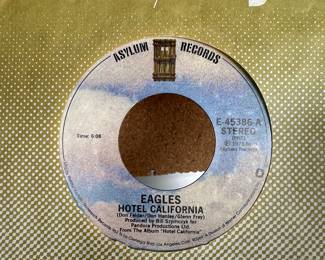 ASYLUM RECORDS
E-45386-A
STEREO
Time: 6:08
EAGLES
HOTEL CALIFORNIA
(Don Felder/Don Henley/Glenn Frey)
Produced by Bill Szymczyk for
Pandora Productions Ltd.
From The Album "Hotel California"